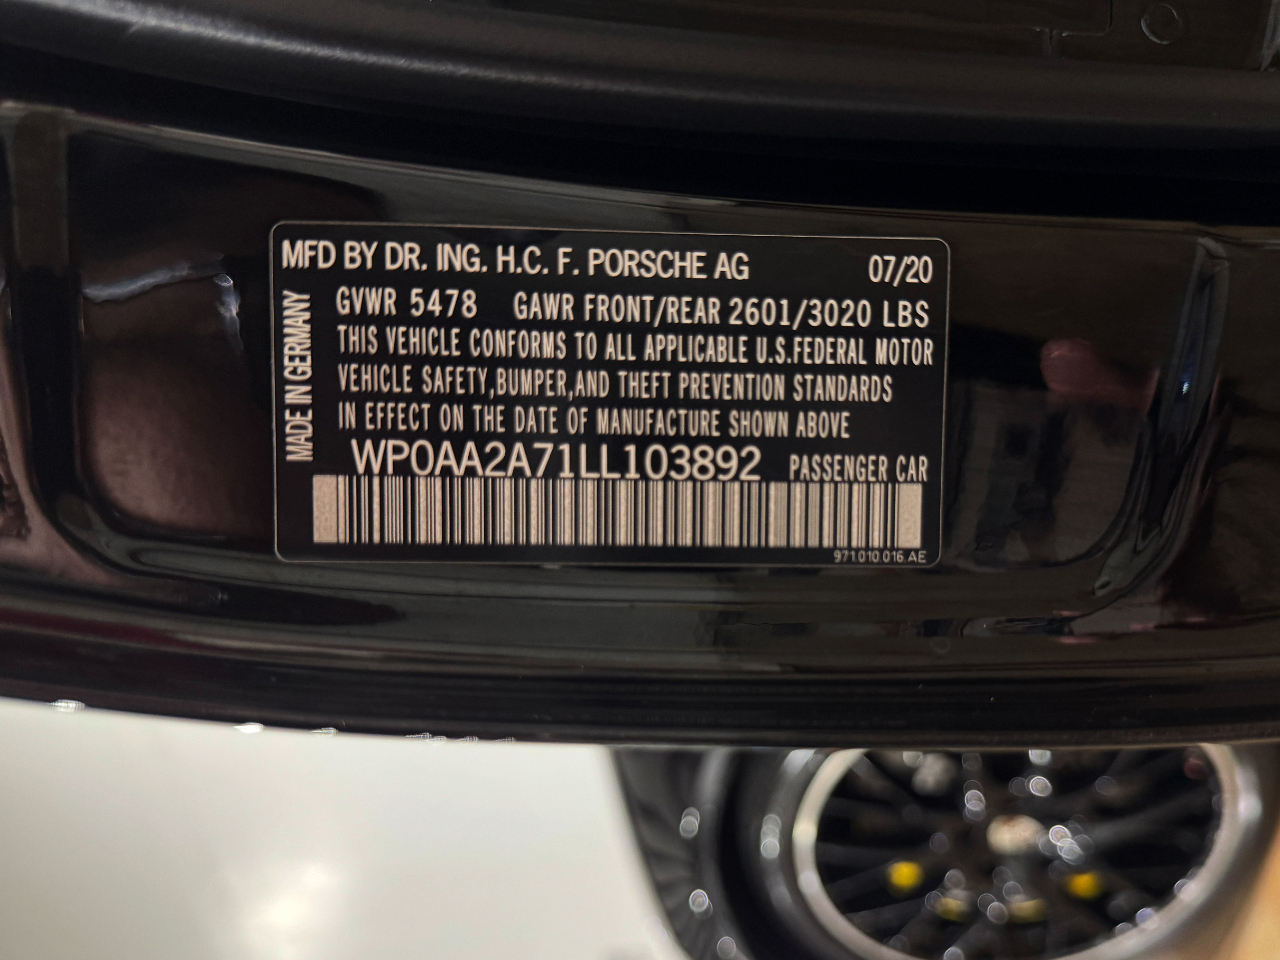 MFD BY DR. ING. H.C. F. PORSCHE AG 07/20
GVWR 5478 GAWR FRONT/REAR 2601/3020 LBS
THIS VEHICLE CONFORMS TO ALL APPLICABLE U.S.FEDERAL MOTOR
VEHICLE SAFETY,BUMPER,AND THEFT PREVENTION STANDARDS
IN EFFECT ON THE DATE OF MANUFACTURE SHOWN ABOVE
MADE IN GERMANY
WP0AA2A71LL103892 PASSENGER CAR
971.010.016.AE